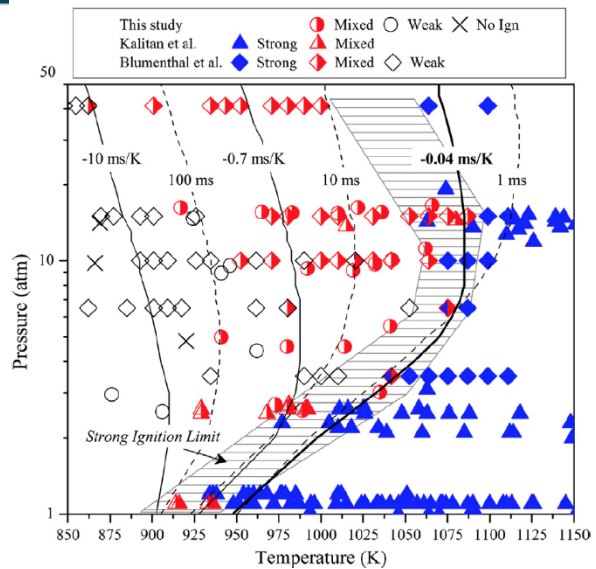 This study Mixed Weak No Ign
Kalitan et al. Strong Mixed
Blumenthal et al. Strong Mixed Weak
50
-10 ms/K -0.7 ms/K -0.04 ms/K
100 ms 10 ms 1 ms
10
Pressure (atm)
Strong Ignition Limit
1
850 875 900 925 950 975 1000 1025 1050 1075 1100 1125 1150
Temperature (K)